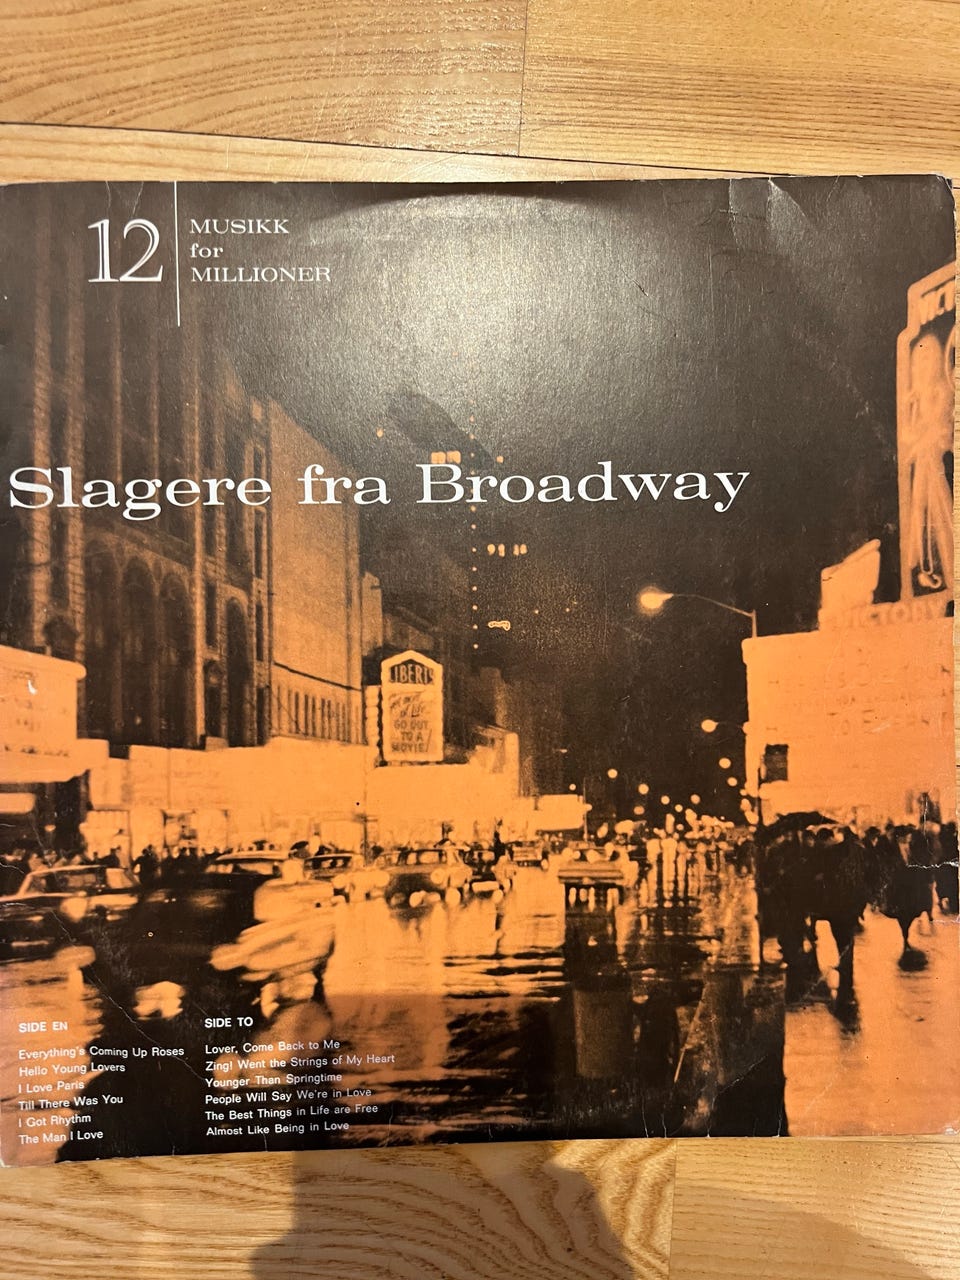 12
MUSIKK
for
MILLIONER
Slagere fra Broadway
LIBERTY
GO OUT
TO A
MOVIE!
VICTORY
SIDE EN
Everything's Coming Up Roses
Hello Young Lovers
I Love Paris
Till There Was You
I Got Rhythm
The Man I Love
SIDE TO
Lover, Come Back to Me
Zing! Went the Strings of My Heart
Younger Than Springtime
People Will Say We're in Love
The Best Things in Life are Free
Almost Like Being in Love